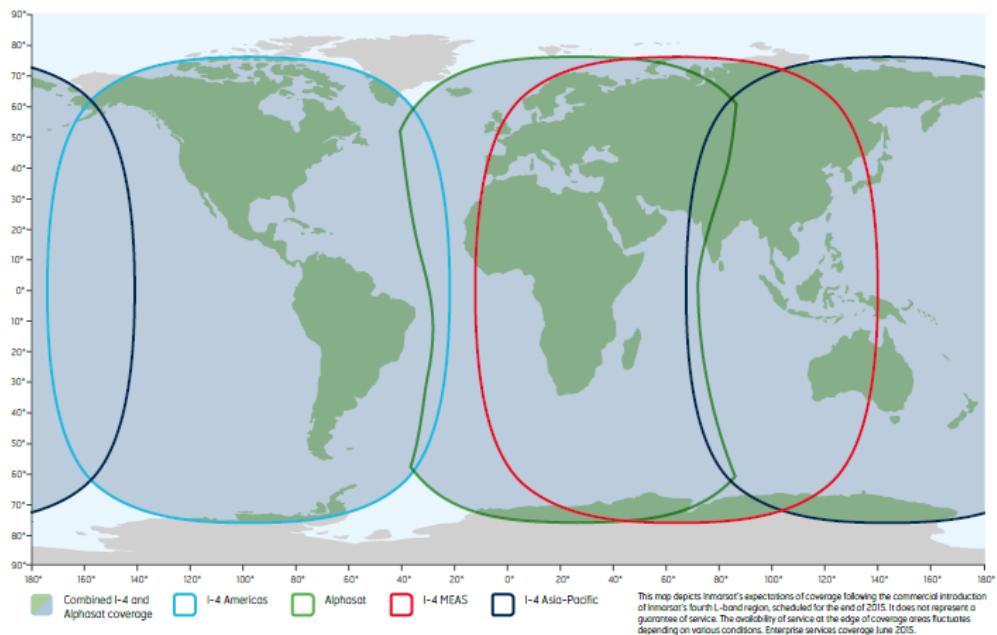 90°
80°
70°
60°
50°
40°
30°
20°
10°
0°
10°
20°
30°
40°
50°
60°
70°
80°
90°
180° 160° 140° 120° 100° 80° 60° 40° 20° 0° 20° 40° 60° 80° 100° 120° 140° 160° 180°
Combined I-4 and
Alphasat coverage
I-4 Americas
Alphasat
I-4 MEAS
I-4 Asia-Pacific
This map depicts Inmarsat's expectations of coverage following the commercial introduction
of Inmarsat's fourth L-band region, scheduled for the end of 2015. It does not represent a
guarantee of service. The availability of service at the edge of coverage areas fluctuates
depending on various conditions. Enterprise services coverage June 2015.